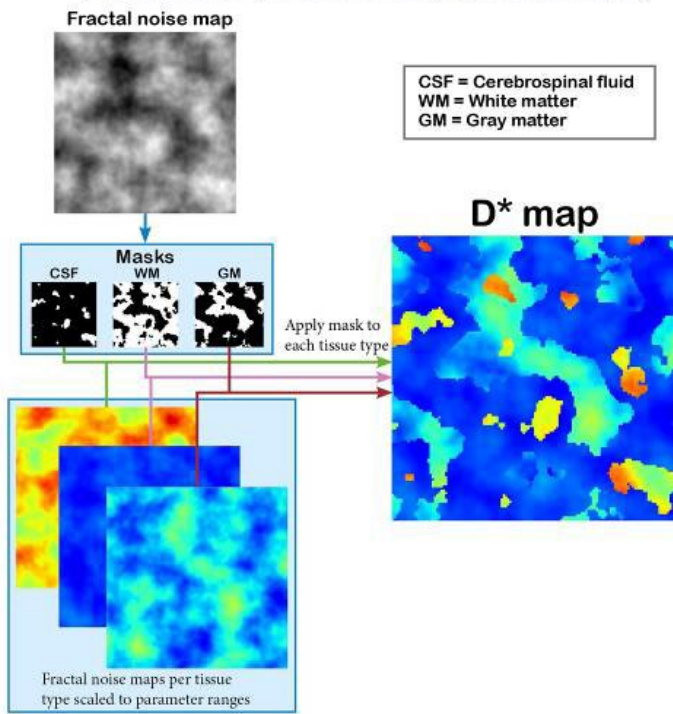 Fractal noise map
CSF = Cerebrospinal fluid
WM = White matter
GM = Gray matter
D* map
Masks
CSF WM GM
Apply mask to
each tissue type
Fractal noise maps per tissue
type scaled to parameter ranges